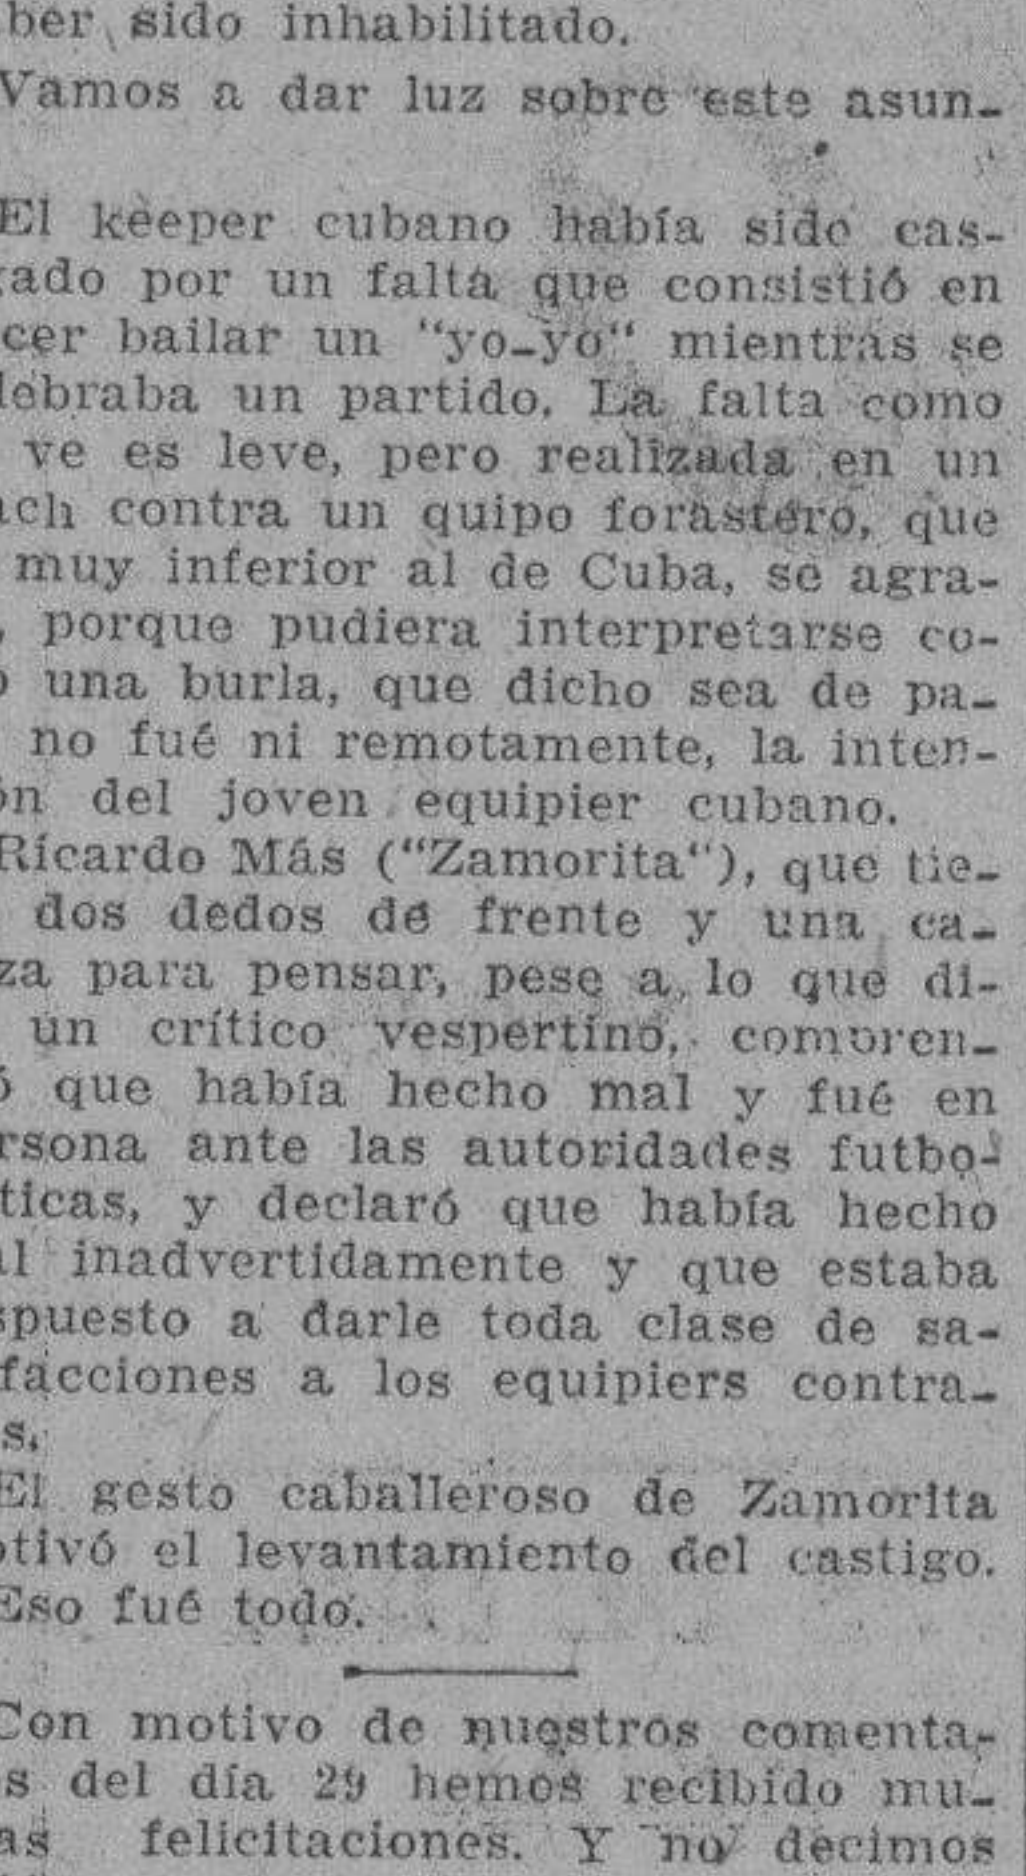 ber sido inhabilitado.
Vamos a dar luz sobre este asun-
El keeper cubano había sido cas-
gado por un falta que consistió en
cer bailar un "yo-yo" mientras se
lebraba un partido. La falta como
ve es leve, pero realizada en un
ach contra un quipo forastero, que
muy inferior al de Cuba, se agra-
, porque pudiera interpretarse co-
o una burla, que dicho sea de pa-
no fué ni remotamente, la inten-
ón del joven equipier cubano.
Ricardo Más ("Zamorita"), que tie-
dos dedos de frente y una ca-
za para pensar, pese a lo que di-
un crítico vespertino, compren-
ó que había hecho mal y fué en
rsona ante las autoridades futbo-
ticas, y declaró que había hecho
al inadvertidamente y que estaba
spuesto a darle toda clase de sa-
facciones a los equipiers contra-
s.
El gesto caballeroso de Zamorita
otivó el levantamiento del castigo.
Eso fué todo.
Con motivo de nuestros comenta-
os del día 29 hemos recibido mu-
as felicitaciones. Y no decimos